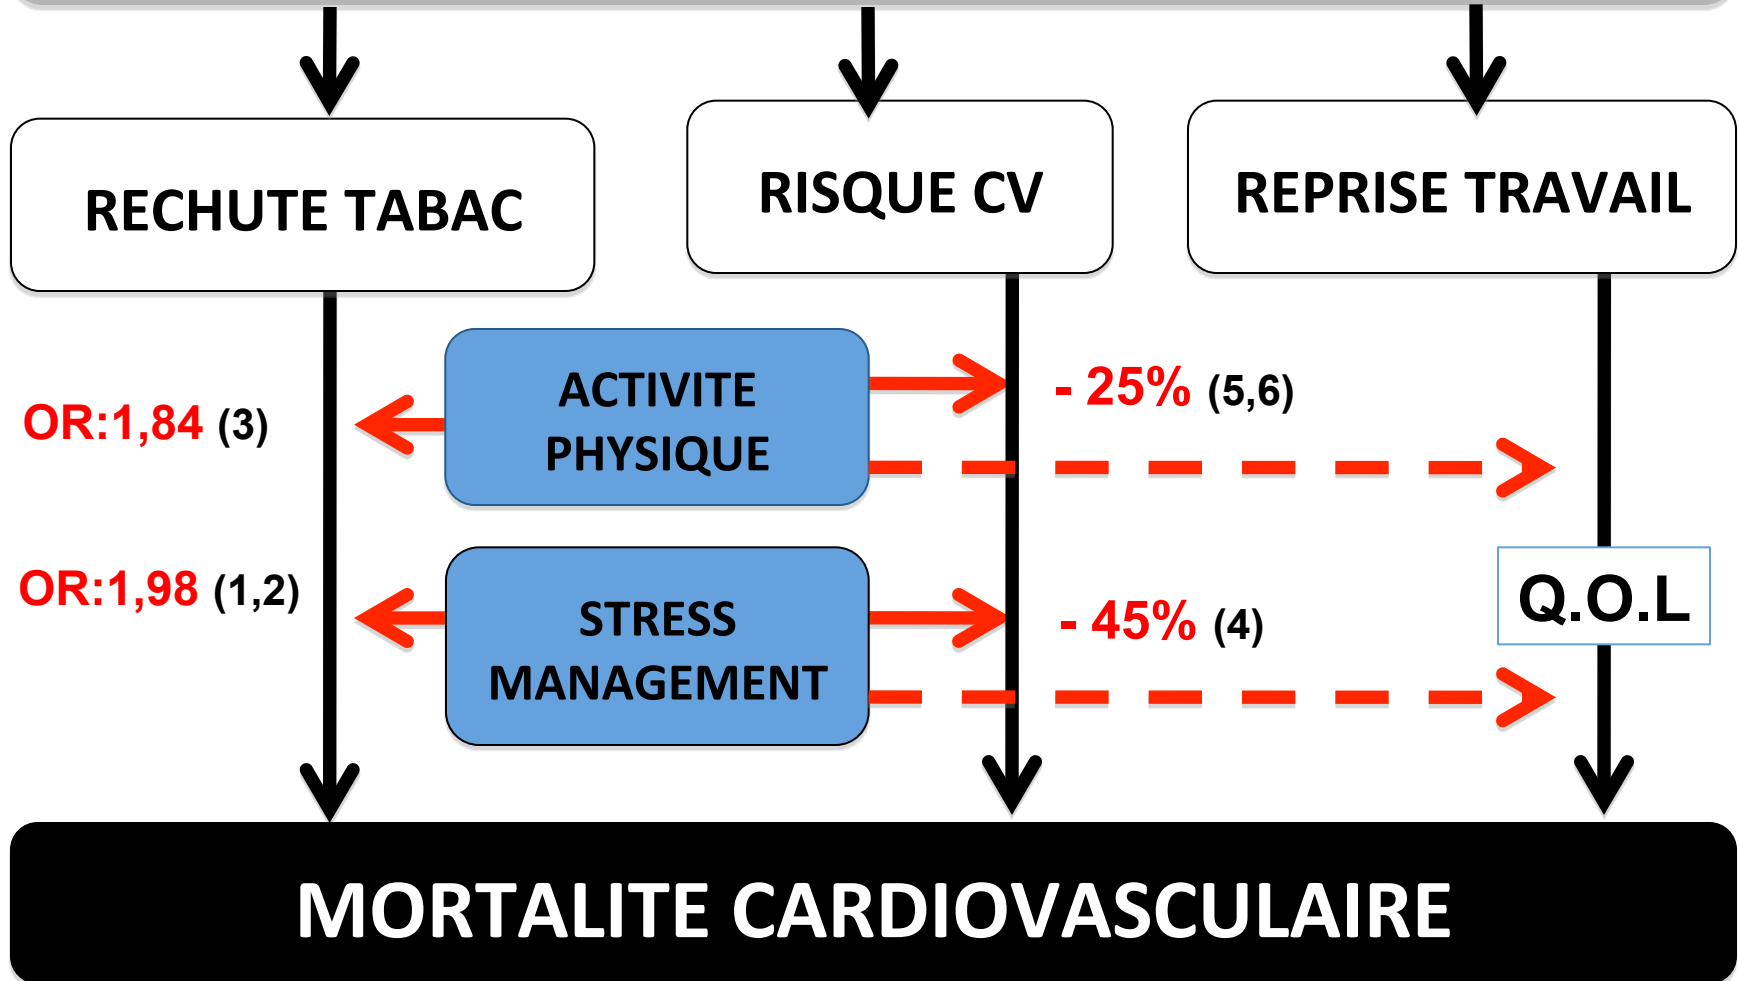 RECHUTE TABAC
RISQUE CV
REPRISE TRAVAIL
ACTIVITE
PHYSIQUE
OR:1,84 (3)
- 25% (5,6)
OR:1,98 (1,2)
STRESS
MANAGEMENT
- 45% (4)
Q.O.L
MORTALITE CARDIOVASCULAIRE